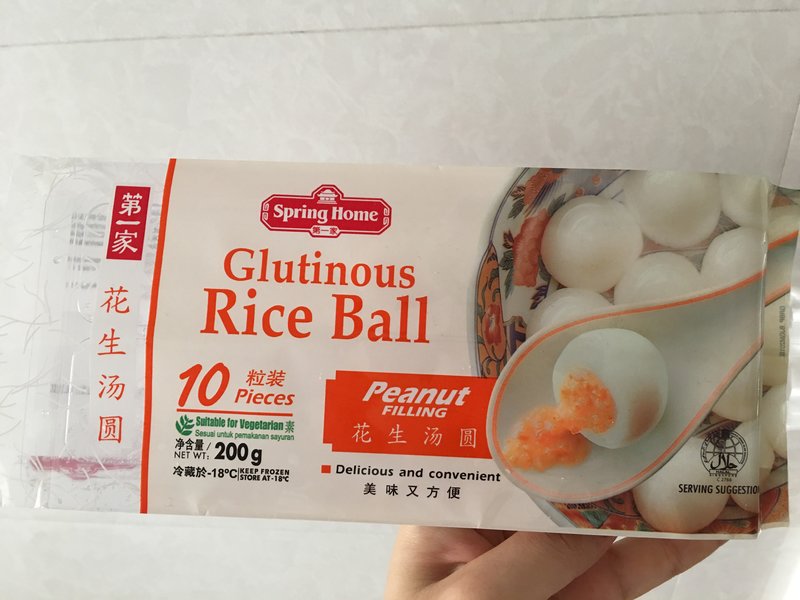 第一家
花生汤圆
Spring Home
第一家
Glutinous
Rice Ball
10 粒装
Pieces
Suitable for Vegetarian 素
Sesuai untuk pemakanan sayuran
净含量/
NET WT: 200g
冷藏於-18ºC KEEP FROZEN
STORE AT -18ºC
Peanut
FILLING
花生汤圆
Delicious and convenient
美味又方便
SERVING SUGGESTIO